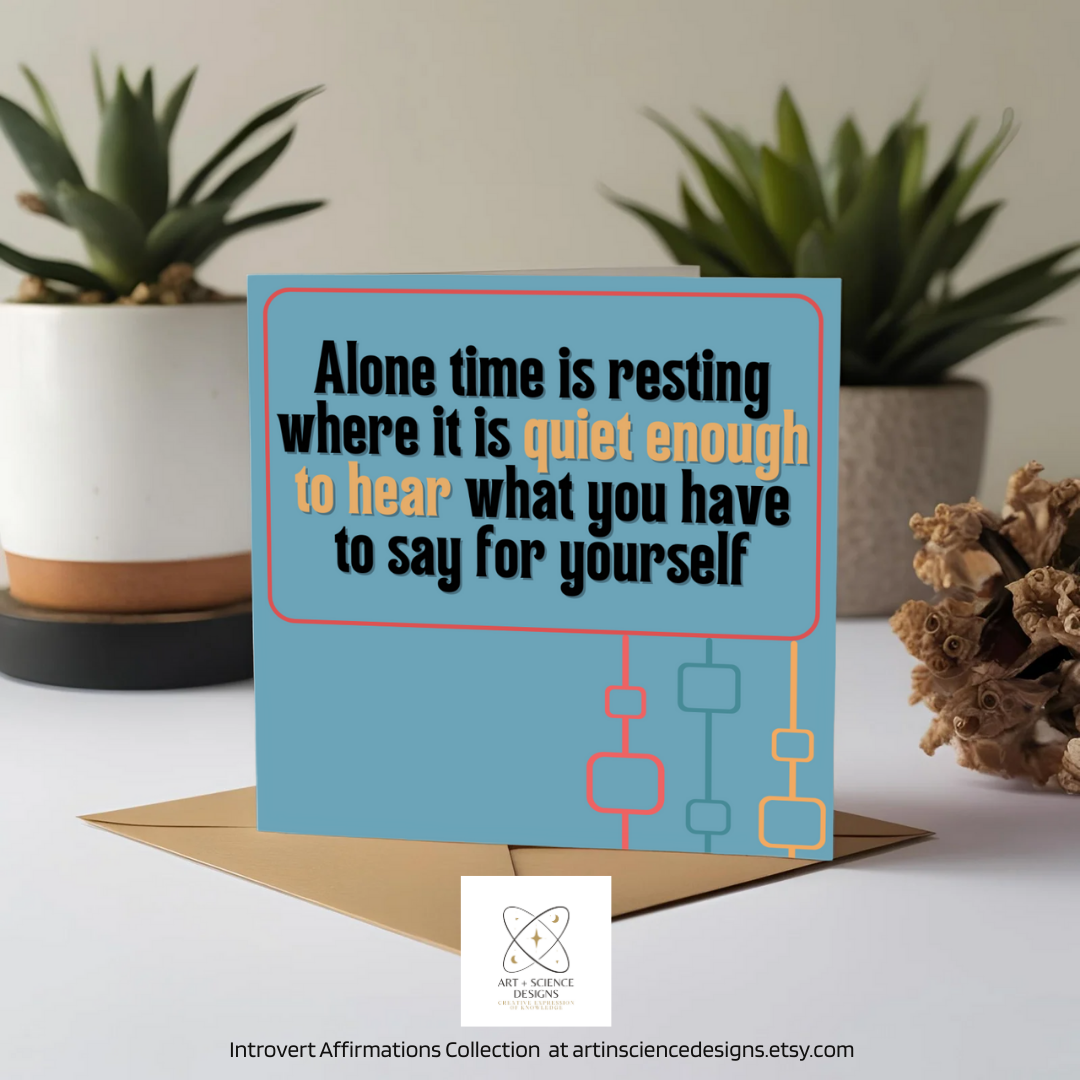 Alone time is resting
where it is quiet enough
to hear what you have
to say for yourself
ART + SCIENCE
DESIGNS
CREATIVE EXPRESSION
OF KNOWLEDGE
Introvert Affirmations Collection at artinsciencedesigns.etsy.com